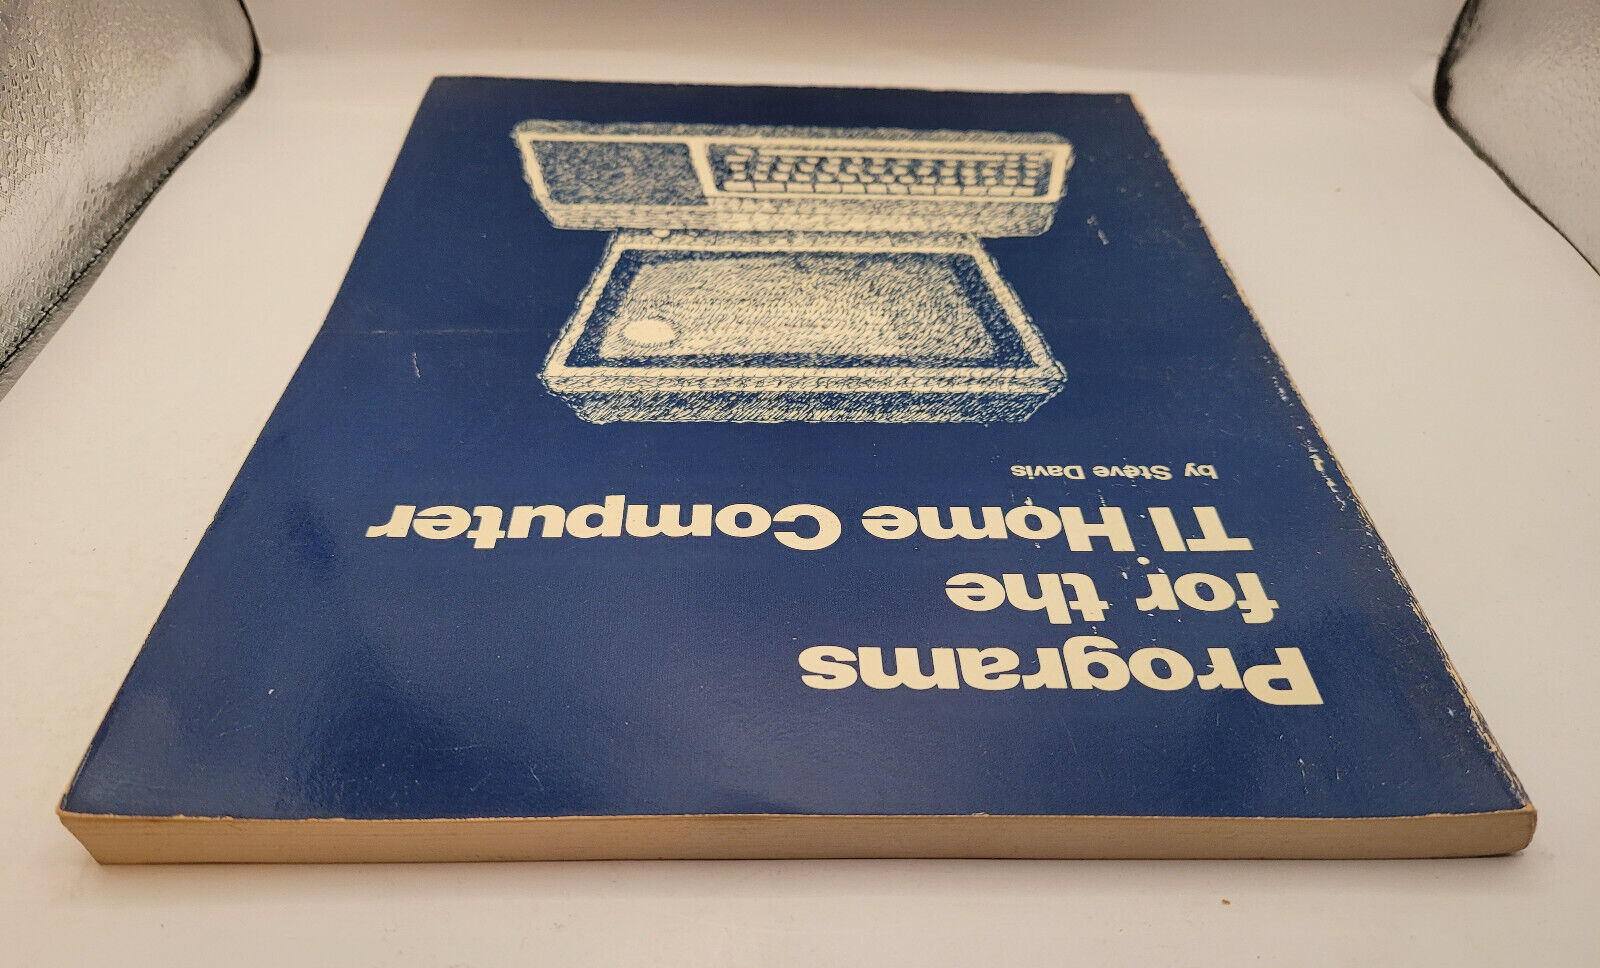 Programs
for the
TI Home Computer
by Steve Davis